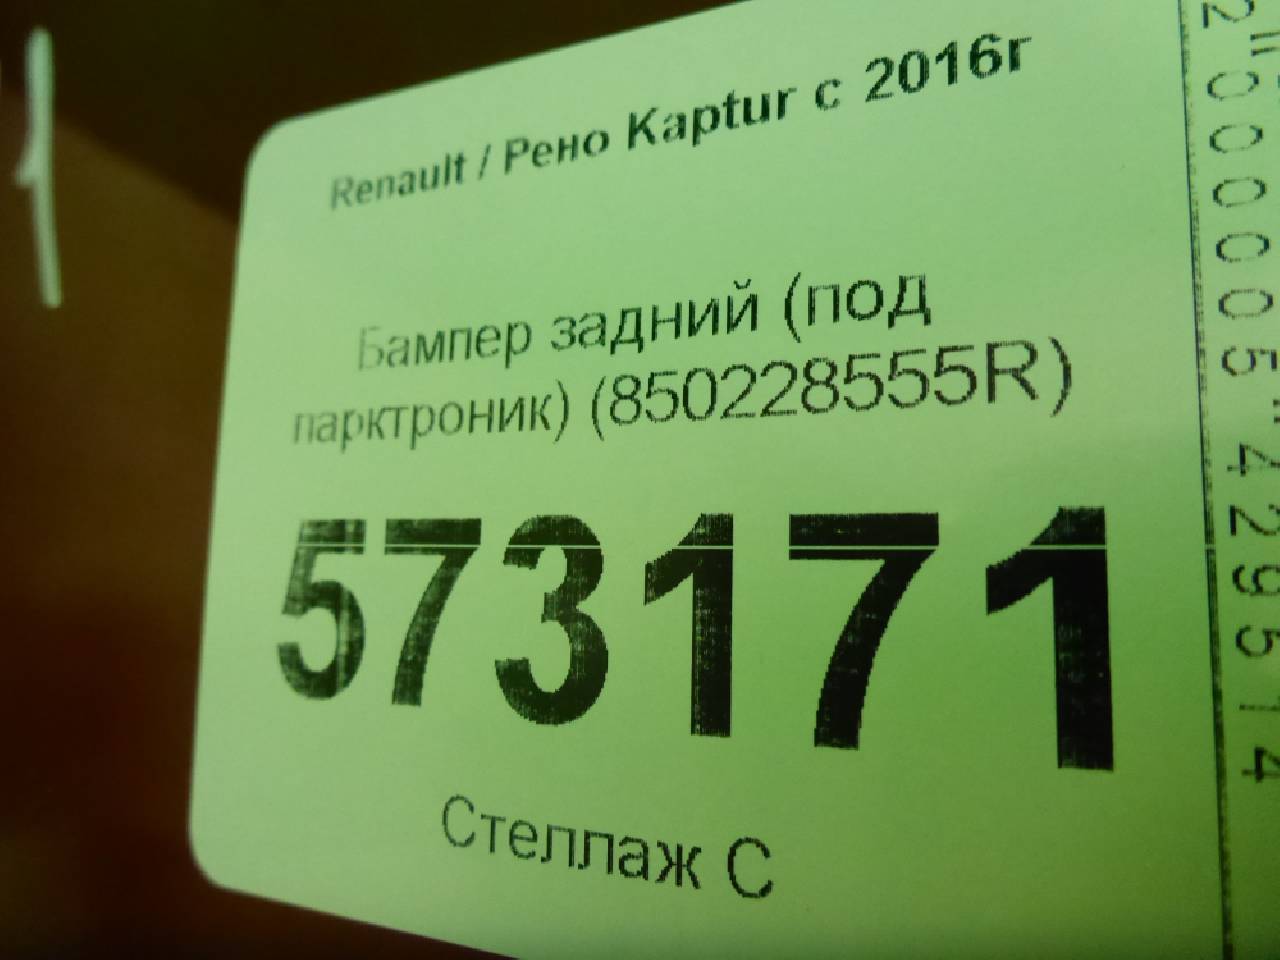 Renault / Рено Kaptur с 2016г
Бампер задний (под
парктроник) (850228555R)
573171
Стеллаж С